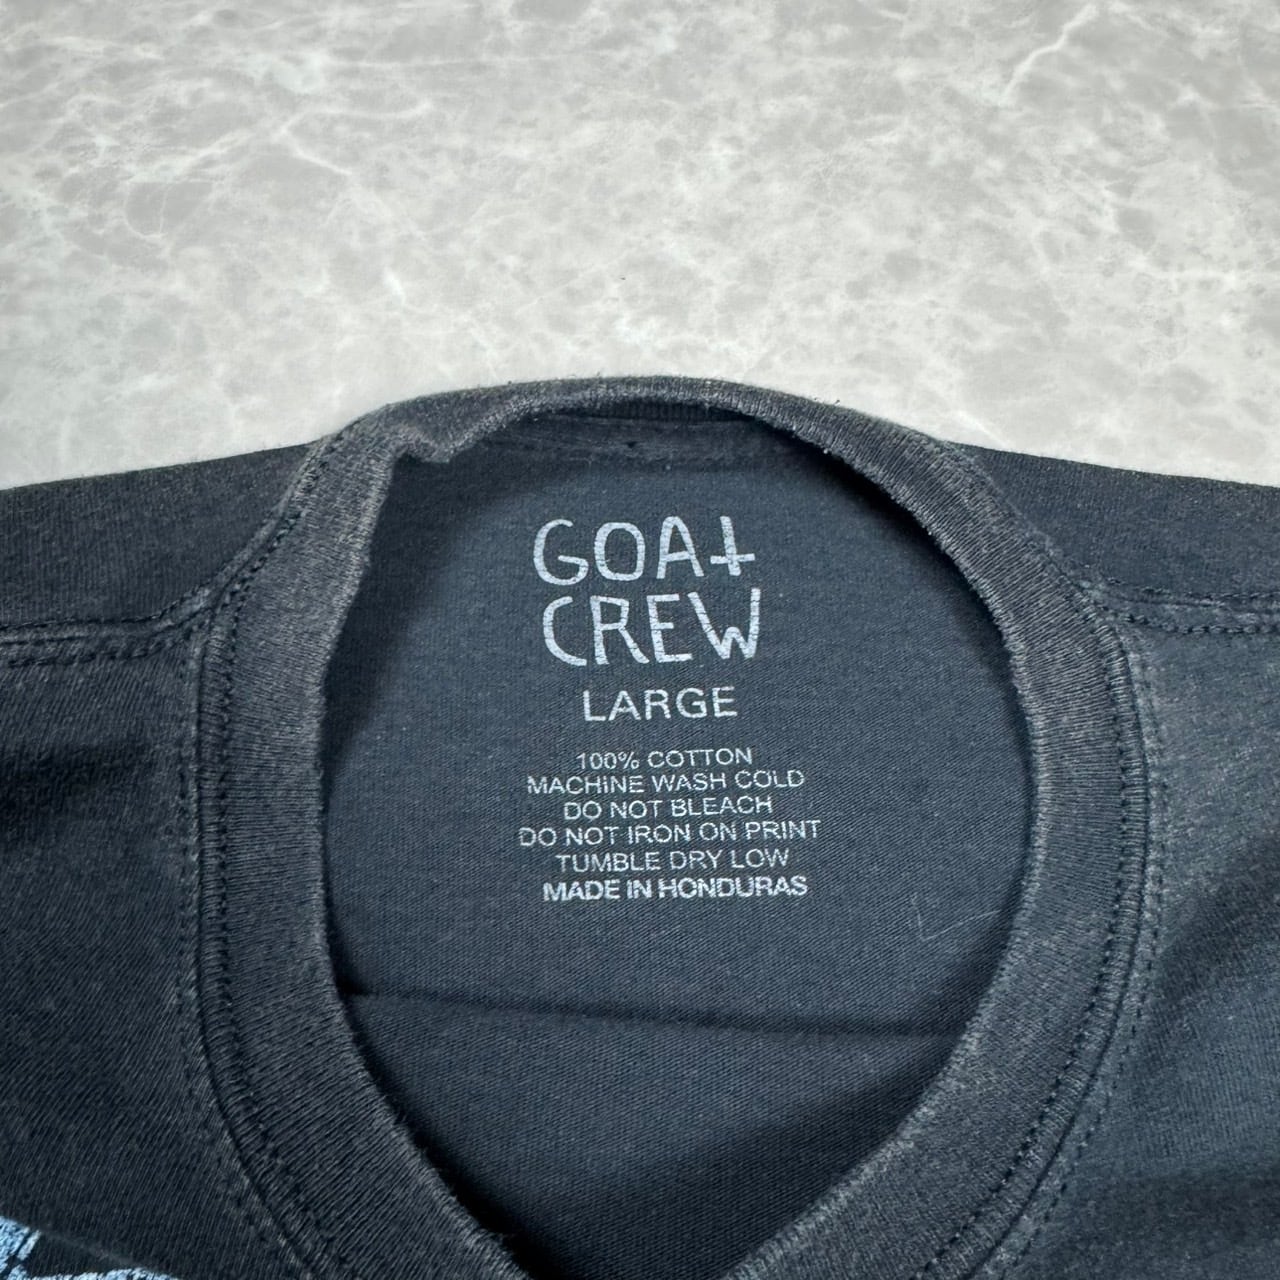 GOAT
CREW
LARGE
100% COTTON
MACHINE WASH COLD
DO NOT BLEACH
DO NOT IRON ON PRINT
TUMBLE DRY LOW
MADE IN HONDURAS